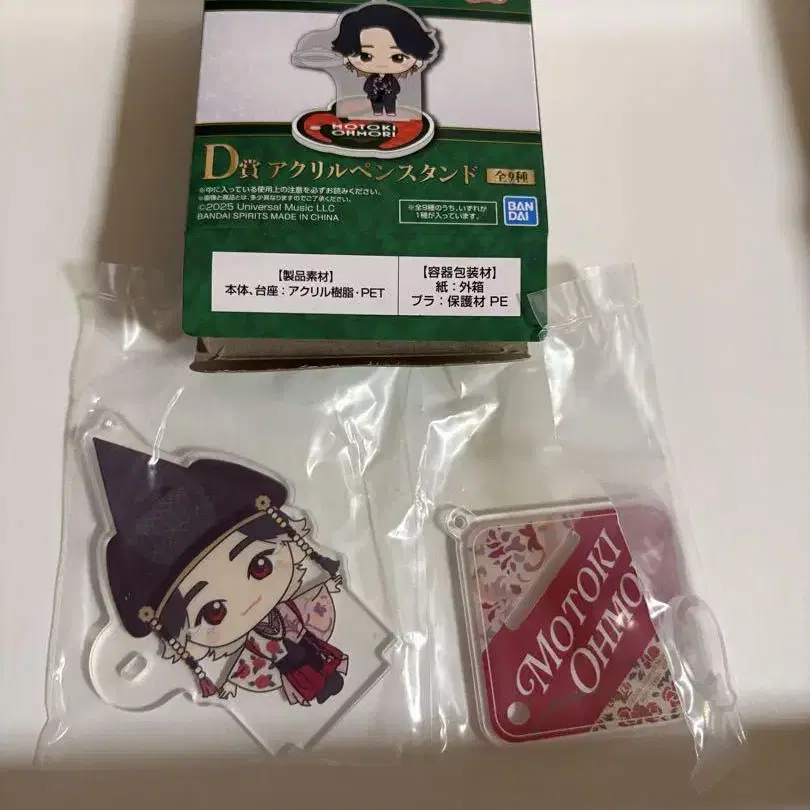 MOTOKI
OHMORI
D賞 アクリルペンスタンド 全9種
※中に入っている使用上の注意を必ずお読みください。
※画像と商品とは、多少異なりますのでご了承ください。
©2025 Universal Music LLC
BANDAI SPIRITS MADE IN CHINA
※全9種のうち、いずれか
1種が入っています。
BAN
DAI
【製品素材】
本体、台座：アクリル樹脂・PET
【容器包装材】
紙：外箱
プラ：保護材 PE
MOTOKI
OHMO